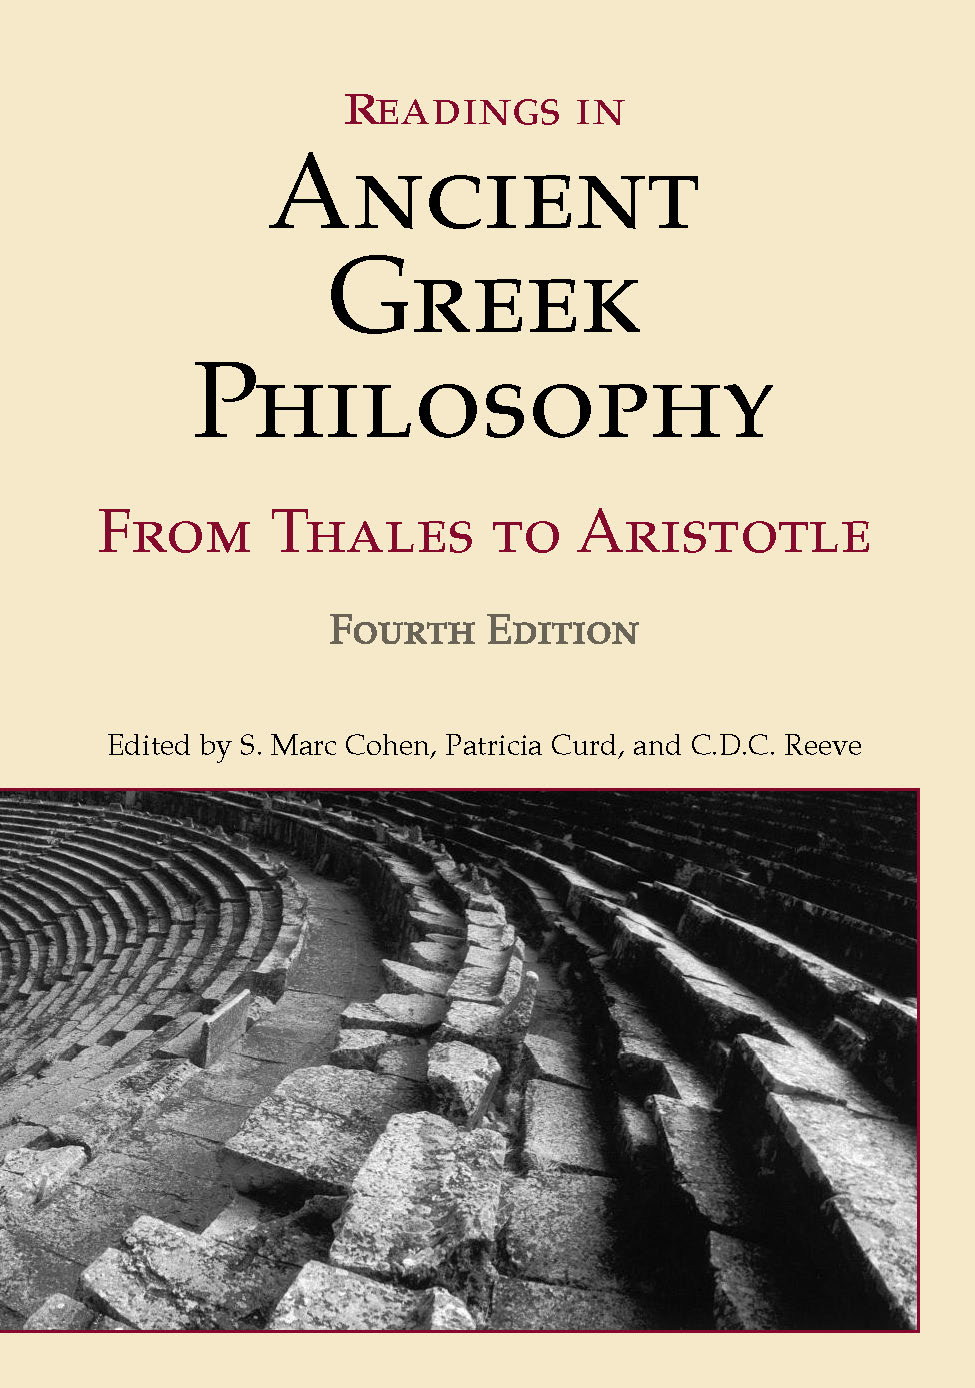 Readings in
Ancient
Greek
Philosophy
From Thales to Aristotle
Fourth Edition
Edited by S. Marc Cohen, Patricia Curd, and C.D.C. Reeve